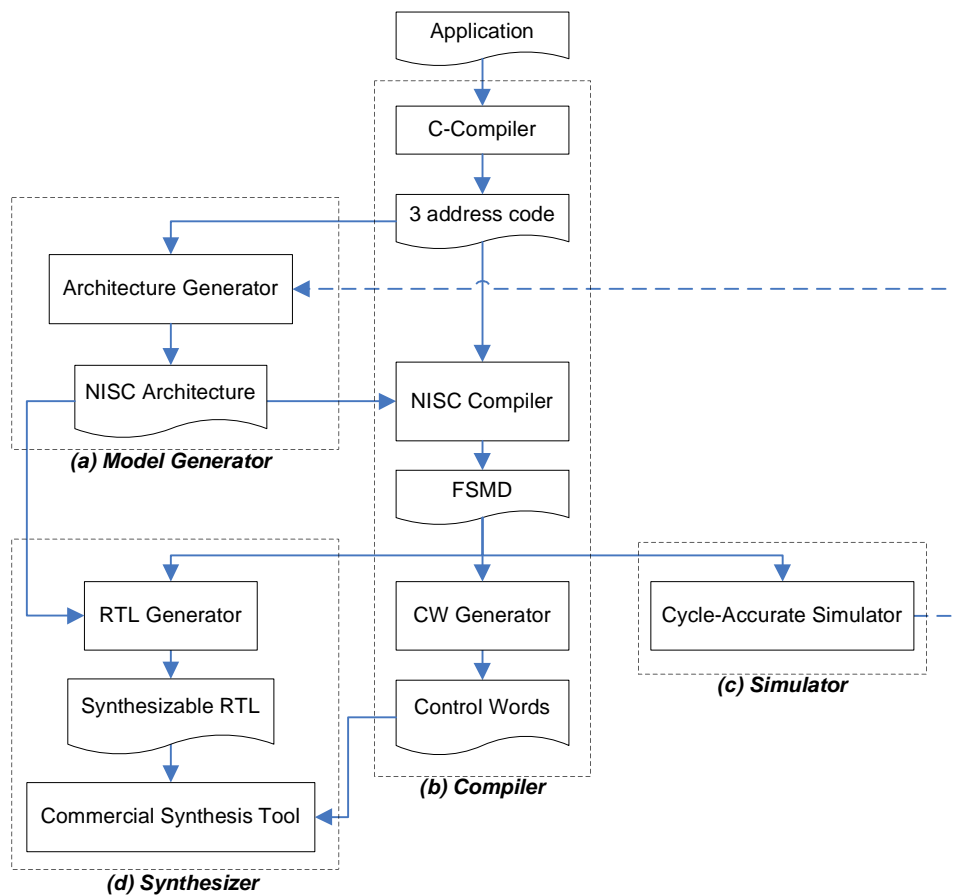 Application
C-Compiler
3 address code
Architecture Generator
NISC Architecture
NISC Compiler
(a) Model Generator
FSMD
RTL Generator
CW Generator
Cycle-Accurate Simulator
(c) Simulator
Synthesizable RTL
Control Words
(b) Compiler
Commercial Synthesis Tool
(d) Synthesizer